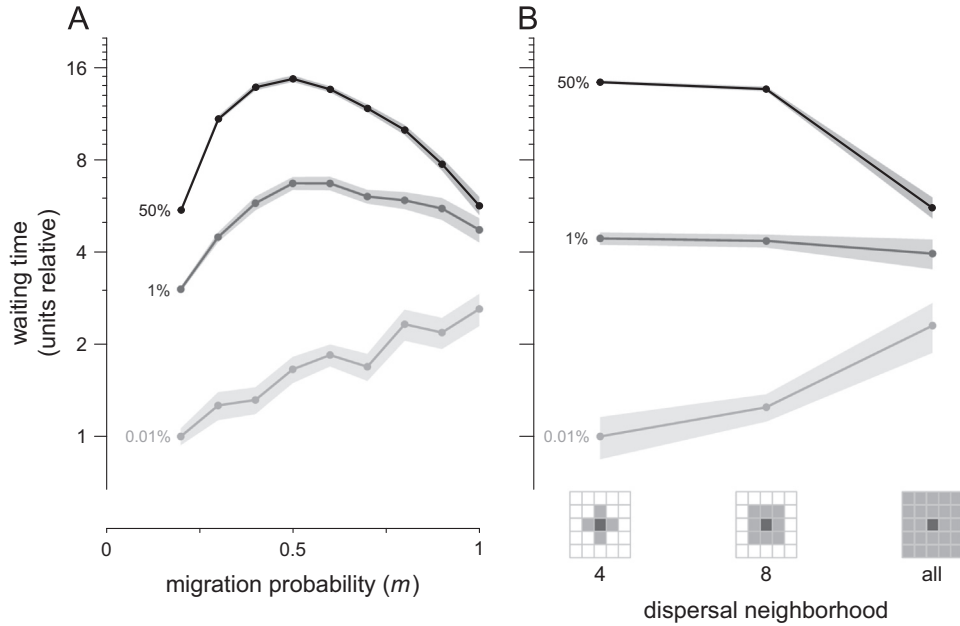 A
B
16
8
4
2
1
waiting time
(units relative)
50%
1%
0.01%
50%
1%
0.01%
0
0.5
1
migration probability (m)
4
8
all
dispersal neighborhood